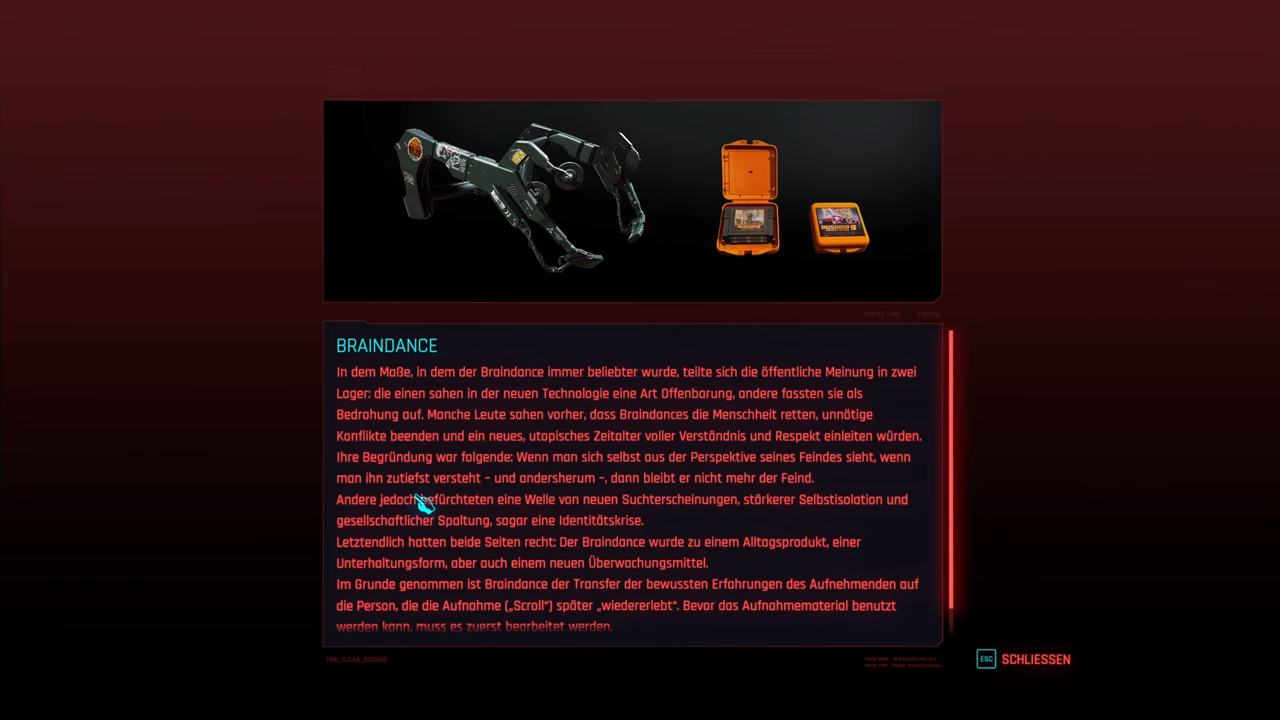 BRAINDANCE
In dem Maße, in dem der Braindance immer beliebter wurde, teilte sich die öffentliche Meinung in zwei
Lager: die einen sahen in der neuen Technologie eine Art Offenbarung, andere fassten sie als
Bedrohung auf. Manche Leute sahen vorher, dass Braindances die Menschheit retten, unnötige
Konflikte beenden und ein neues, utopisches Zeitalter voller Verständnis und Respekt einleiten würden.
Ihre Begründung war folgende: Wenn man sich selbst aus der Perspektive seines Feindes sieht, wenn
man ihn zutiefst versteht – und andersherum –, dann bleibt er nicht mehr der Feind.
Andere jedoch befürchteten eine Welle von neuen Suchterscheinungen, stärkerer Selbstisolation und
gesellschaftlicher Spaltung, sogar eine Identitätskrise.
Letztendlich hatten beide Seiten recht: Der Braindance wurde zu einem Alltagsprodukt, einer
Unterhaltungsform, aber auch einem neuen Überwachungsmittel.
Im Grunde genommen ist Braindance der Transfer der bewussten Erfahrungen des Aufnehmenden auf
die Person, die die Aufnahme („Scroll“) später „wiedererlebt“. Bevor das Aufnahmematerial benutzt
werden kann, muss es zuerst bearbeitet werden.
ESC SCHLIESSEN